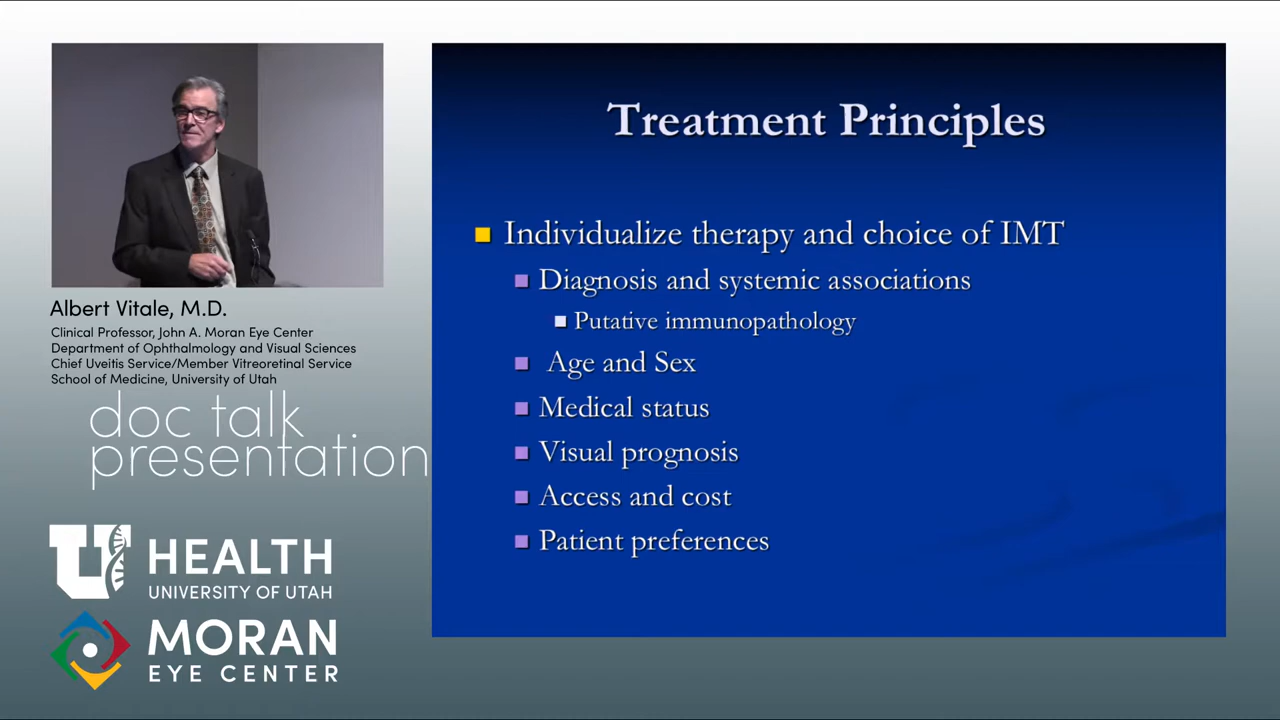 Treatment Principles
Individualize therapy and choice of IMT
Diagnosis and systemic associations
Putative immunopathology
Age and Sex
Medical status
Visual prognosis
Access and cost
Patient preferences
Albert Vitale, M.D.
Clinical Professor, John A. Moran Eye Center
Department of Ophthalmology and Visual Sciences
Chief Uveitis Service/Member Vitreoretinal Service
School of Medicine, University of Utah
doc talk
presentation
U HEALTH
UNIVERSITY OF UTAH
MORAN
EYE CENTER